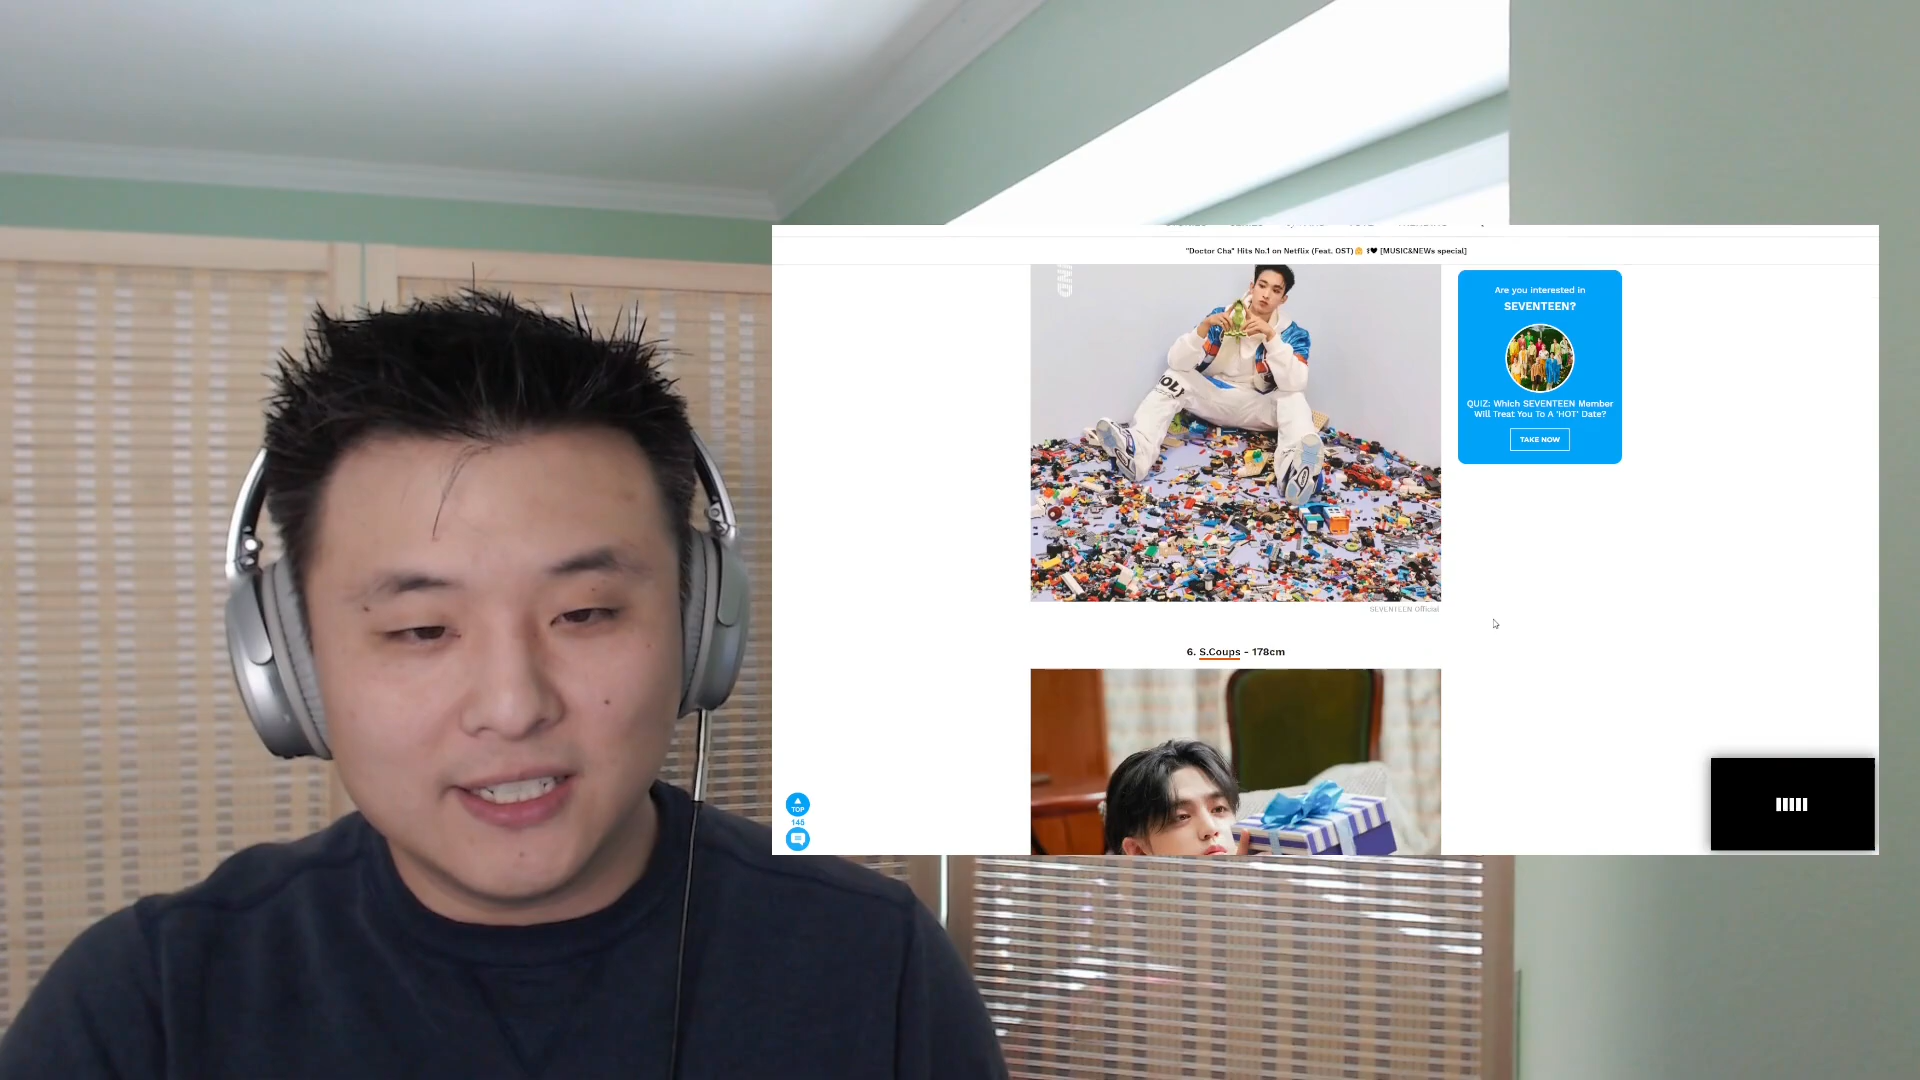 "Doctor Cha" Hits No.1 on Netflix (Feat. OST) [MUSIC&NEWs special]
Are you interested in
SEVENTEEN?
QUIZ: Which SEVENTEEN Member
Will Treat You To A 'HOT' Date?
TAKE NOW
SEVENTEEN Official
6. S.Coups - 178cm
TOP
145